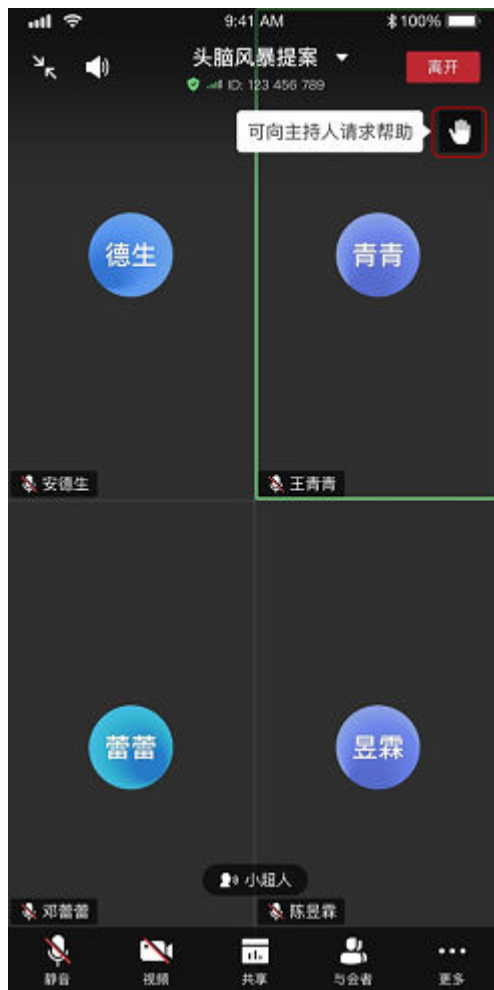 9:41 AM
100%
头脑风暴提案
ID: 123 456 789
离开
可向主持人请求帮助
德生
青青
安德生
王青青
蕾蕾
昱霖
小超人
邓蕾蕾
陈昱霖
静音
视频
共享
与会者
更多